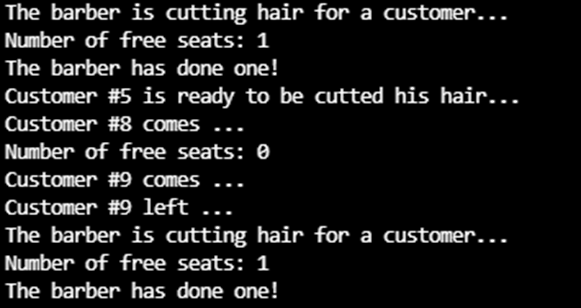 The barber is cutting hair for a customer...
Number of free seats: 1
The barber has done one!
Customer #5 is ready to be cutted his hair...
Customer #8 comes ...
Number of free seats: 0
Customer #9 comes ...
Customer #9 left ...
The barber is cutting hair for a customer...
Number of free seats: 1
The barber has done one!